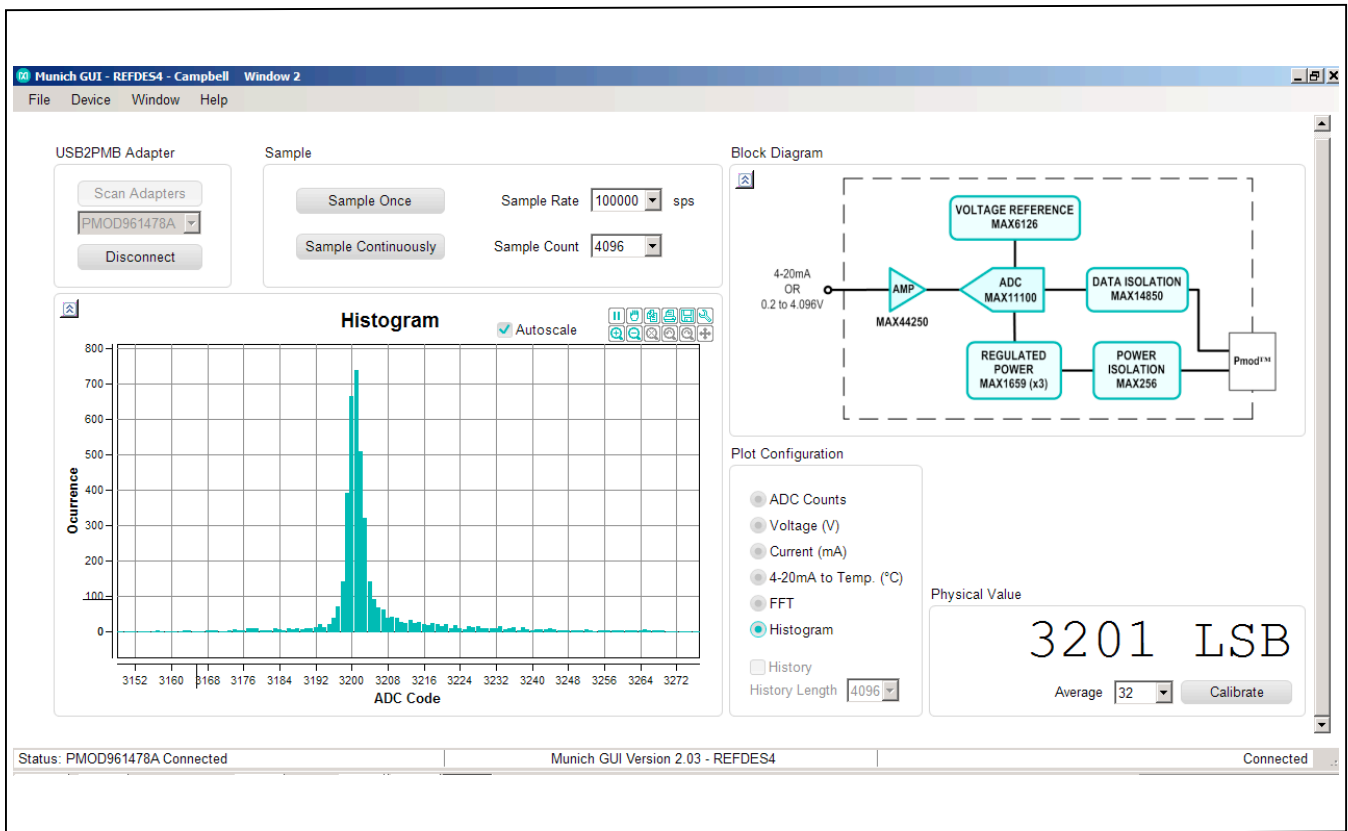 Munich GUI - REFDES4 - Campbell Window 2
File Device Window Help
USB2PMB Adapter
Scan Adapters
PMOD961478A
Disconnect
Sample
Sample Once
Sample Rate 100000 sps
Sample Continuously
Sample Count 4096
Histogram
Autoscale
800
700
600
500
400
300
200
100
0
Ocurrence
3152 3160 3168 3176 3184 3192 3200 3208 3216 3224 3232 3240 3248 3256 3264 3272
ADC Code
Block Diagram
VOLTAGE REFERENCE
MAX6126
4-20mA
OR
0.2 to 4.096V
AMP
MAX44250
ADC
MAX11100
DATA ISOLATION
MAX14850
REGULATED
POWER
MAX1659 (x3)
POWER
ISOLATION
MAX256
Pmod™
Plot Configuration
ADC Counts
Voltage (V)
Current (mA)
4-20mA to Temp. (°C)
FFT
Histogram
History
History Length 4096
Physical Value
3201 LSB
Average 32 Calibrate
Status: PMOD961478A Connected
Munich GUI Version 2.03 - REFDES4
Connected